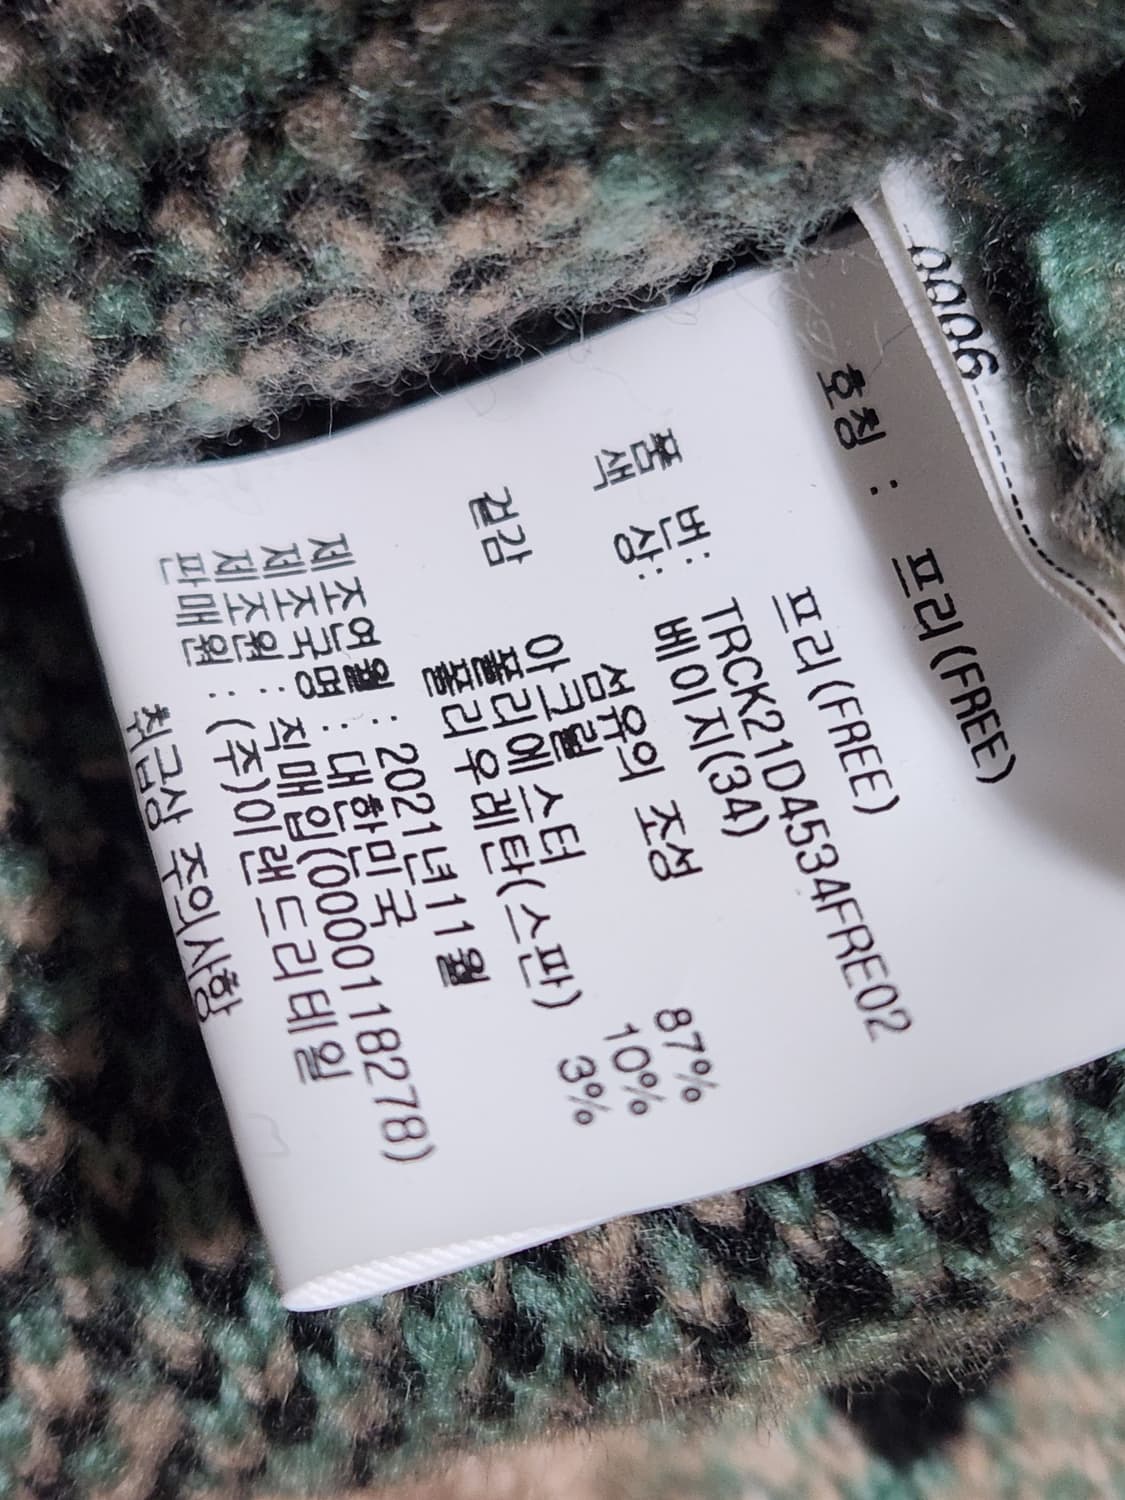 0006
호칭 : 프리(FREE)
프리(FREE)
품 번: TRCK21D4534FRE02
색 상: 베이지(34)
섬유의 조성
겉감 아크릴 87%
폴리에스터 10%
폴리우레탄(스판) 3%
제조연월 : 2021년11월
제조국명 : 대한민국
제조원 : 직매입(0000118278)
판매원 : (주)이랜드리테일
취급상 주의사항